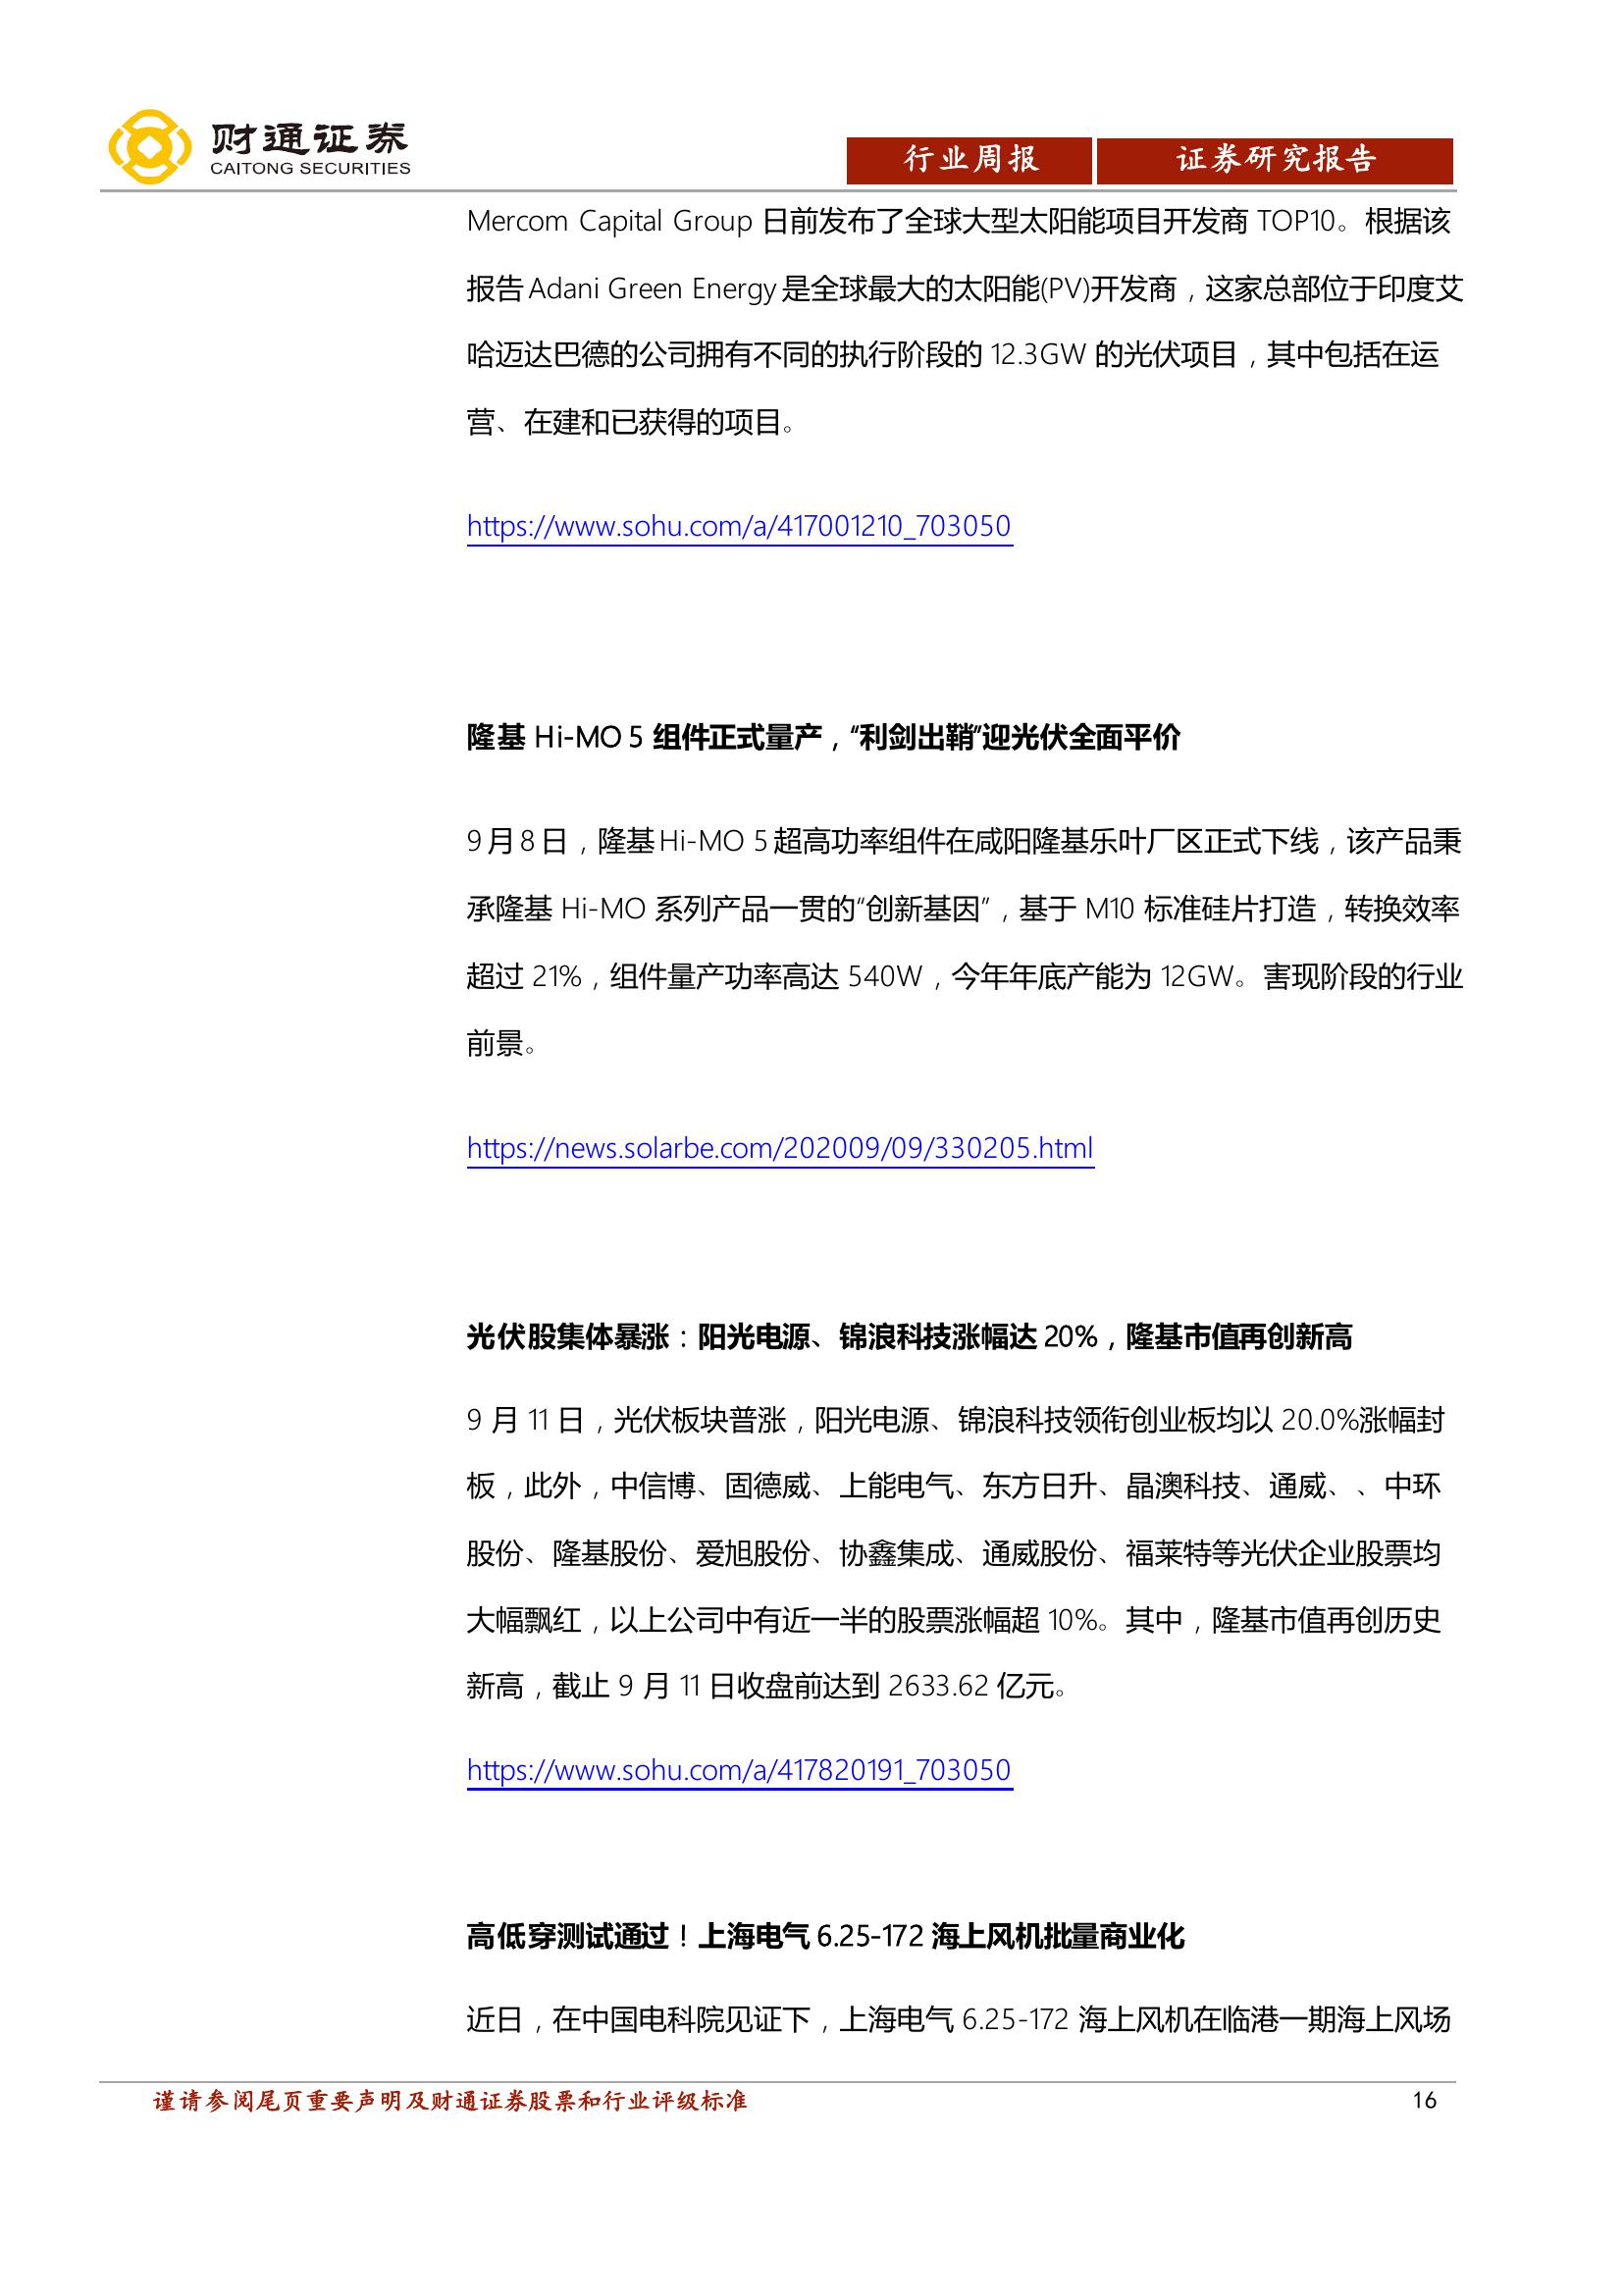 财通证券
CAITONG SECURITIES
行业周报
证券研究报告
Mercom Capital Group 日前发布了全球大型太阳能项目开发商 TOP10。根据该
报告 Adani Green Energy 是全球最大的太阳能(PV)开发商，这家总部位于印度艾
哈迈达巴德的公司拥有不同的执行阶段的 12.3GW 的光伏项目，其中包括在运
营、在建和已获得的项目。
https://www.sohu.com/a/417001210_703050
隆基 Hi-MO 5 组件正式量产，“利剑出鞘”迎光伏全面平价
9 月 8 日，隆基 Hi-MO 5 超高功率组件在咸阳隆基乐叶厂区正式下线，该产品秉
承隆基 Hi-MO 系列产品一贯的“创新基因”，基于 M10 标准硅片打造，转换效率
超过 21%，组件量产功率高达 540W，今年年底产能为 12GW。害现阶段的行业
前景。
https://news.solarbe.com/202009/09/330205.html
光伏股集体暴涨：阳光电源、锦浪科技涨幅达 20%，隆基市值再创新高
9 月 11 日，光伏板块普涨，阳光电源、锦浪科技领衔创业板均以 20.0%涨幅封
板，此外，中信博、固德威、上能电气、东方日升、晶澳科技、通威、、中环
股份、隆基股份、爱旭股份、协鑫集成、通威股份、福莱特等光伏企业股票均
大幅飘红，以上公司中有近一半的股票涨幅超 10%。其中，隆基市值再创历史
新高，截止 9 月 11 日收盘前达到 2633.62 亿元。
https://www.sohu.com/a/417820191_703050
高低穿测试通过！上海电气 6.25-172 海上风机批量商业化
近日，在中国电科院见证下，上海电气 6.25-172 海上风机在临港一期海上风场
谨请参阅尾页重要声明及财通证券股票和行业评级标准
16